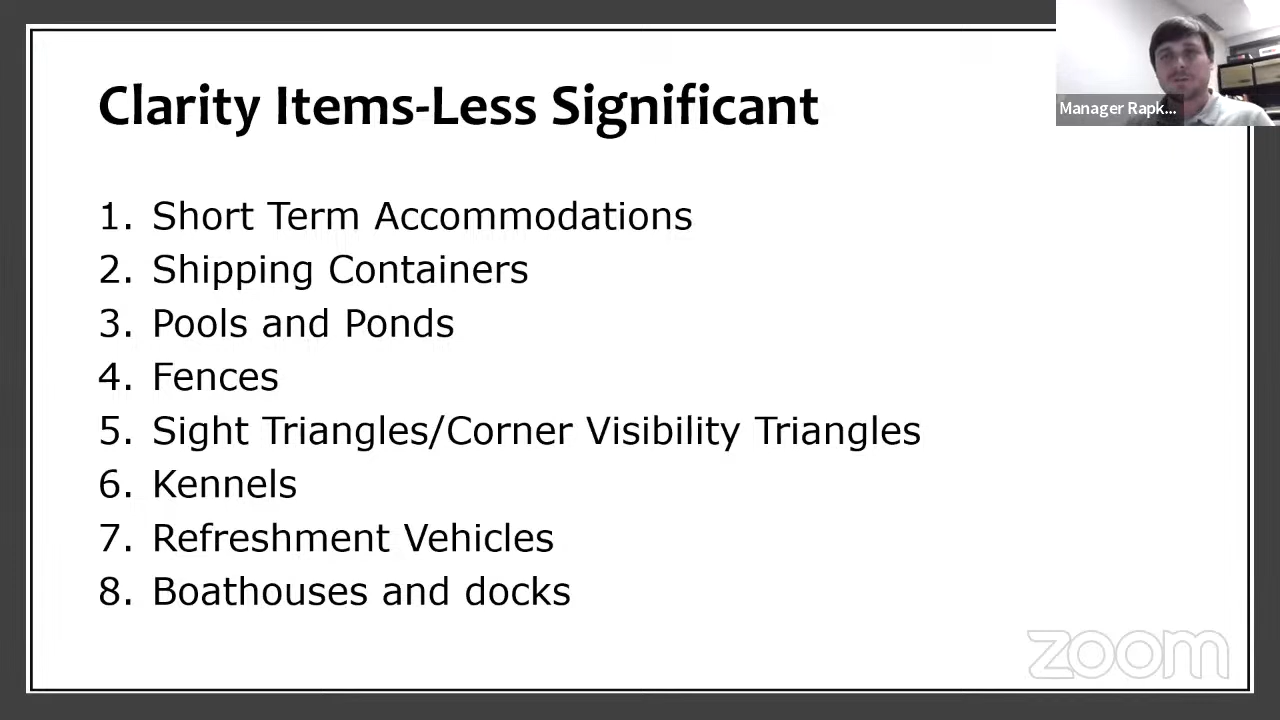 Clarity Items-Less Significant
Manager Rapk...
1. Short Term Accommodations
2. Shipping Containers
3. Pools and Ponds
4. Fences
5. Sight Triangles/Corner Visibility Triangles
6. Kennels
7. Refreshment Vehicles
8. Boathouses and docks
zoom